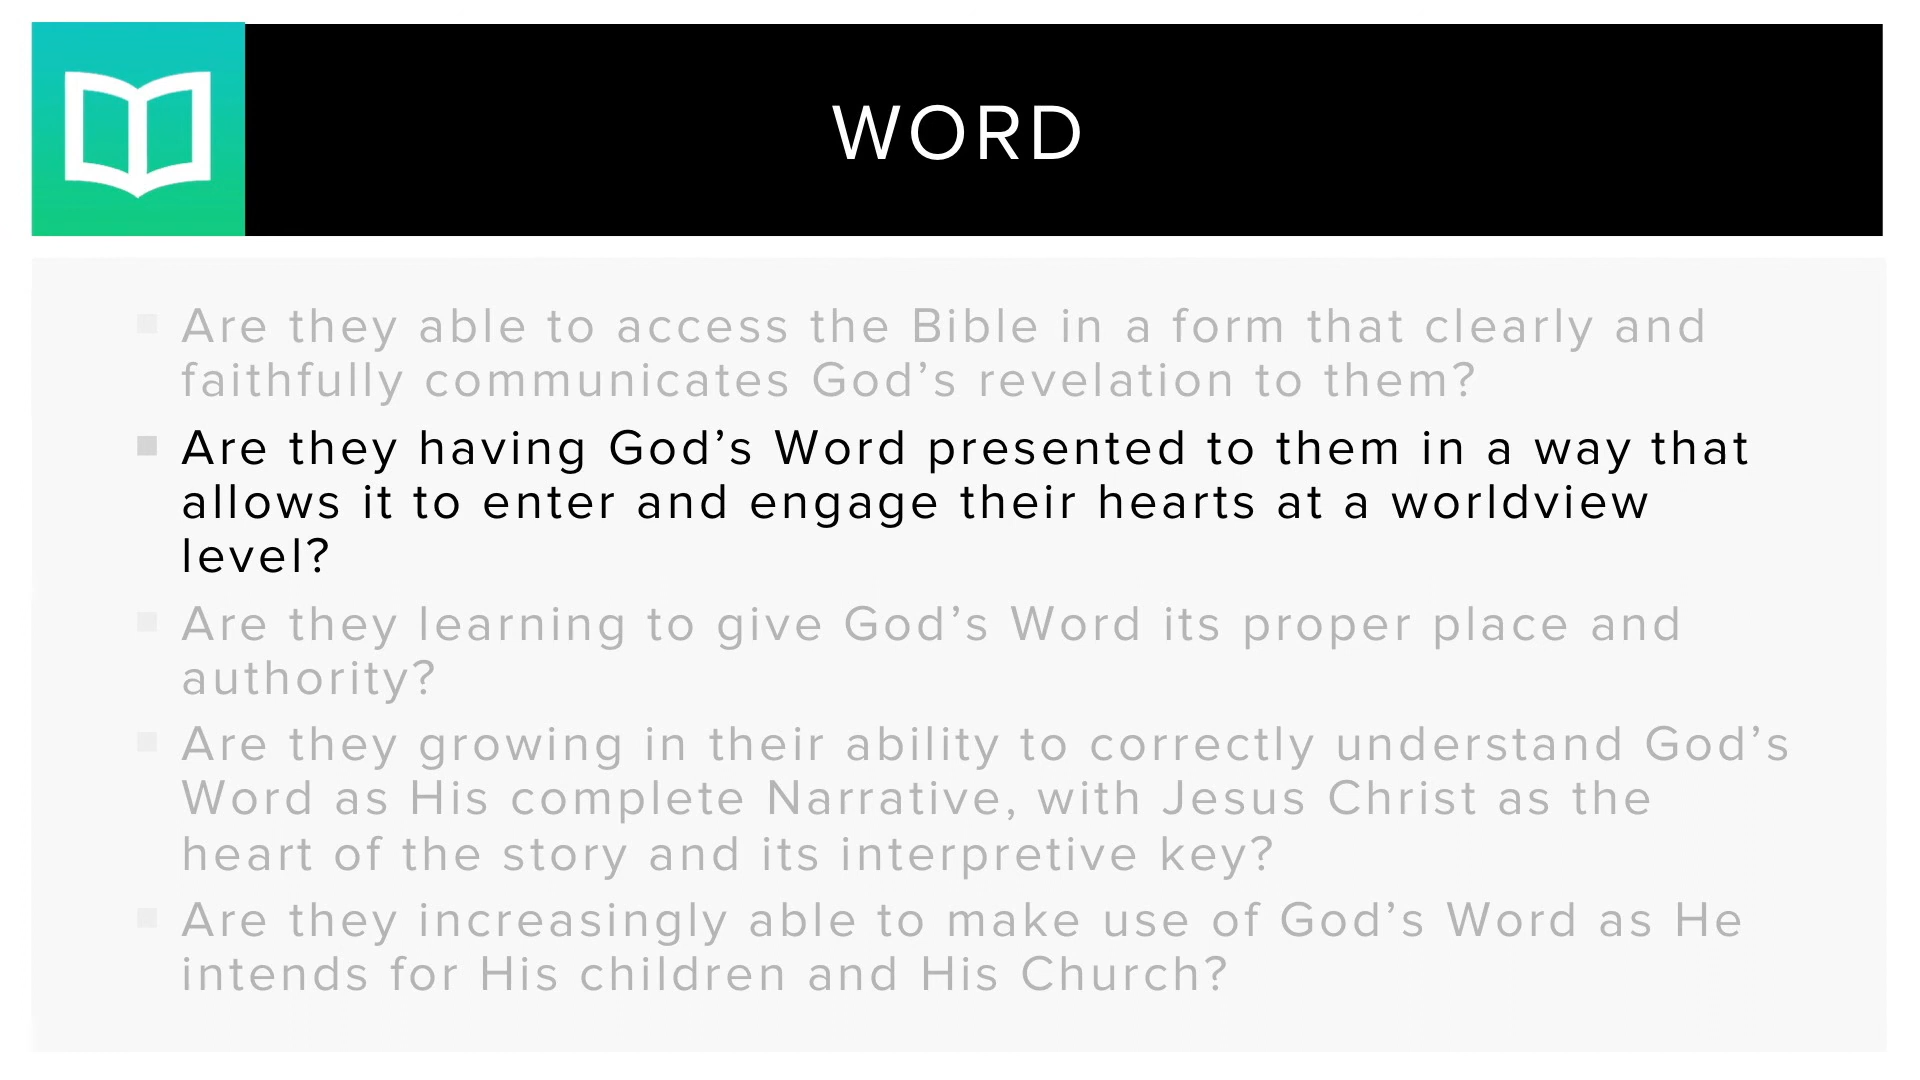 WORD
Are they able to access the Bible in a form that clearly and
faithfully communicates God’s revelation to them?
Are they having God’s Word presented to them in a way that
allows it to enter and engage their hearts at a worldview
level?
Are they learning to give God’s Word its proper place and
authority?
Are they growing in their ability to correctly understand God’s
Word as His complete Narrative, with Jesus Christ as the
heart of the story and its interpretive key?
Are they increasingly able to make use of God’s Word as He
intends for His children and His Church?